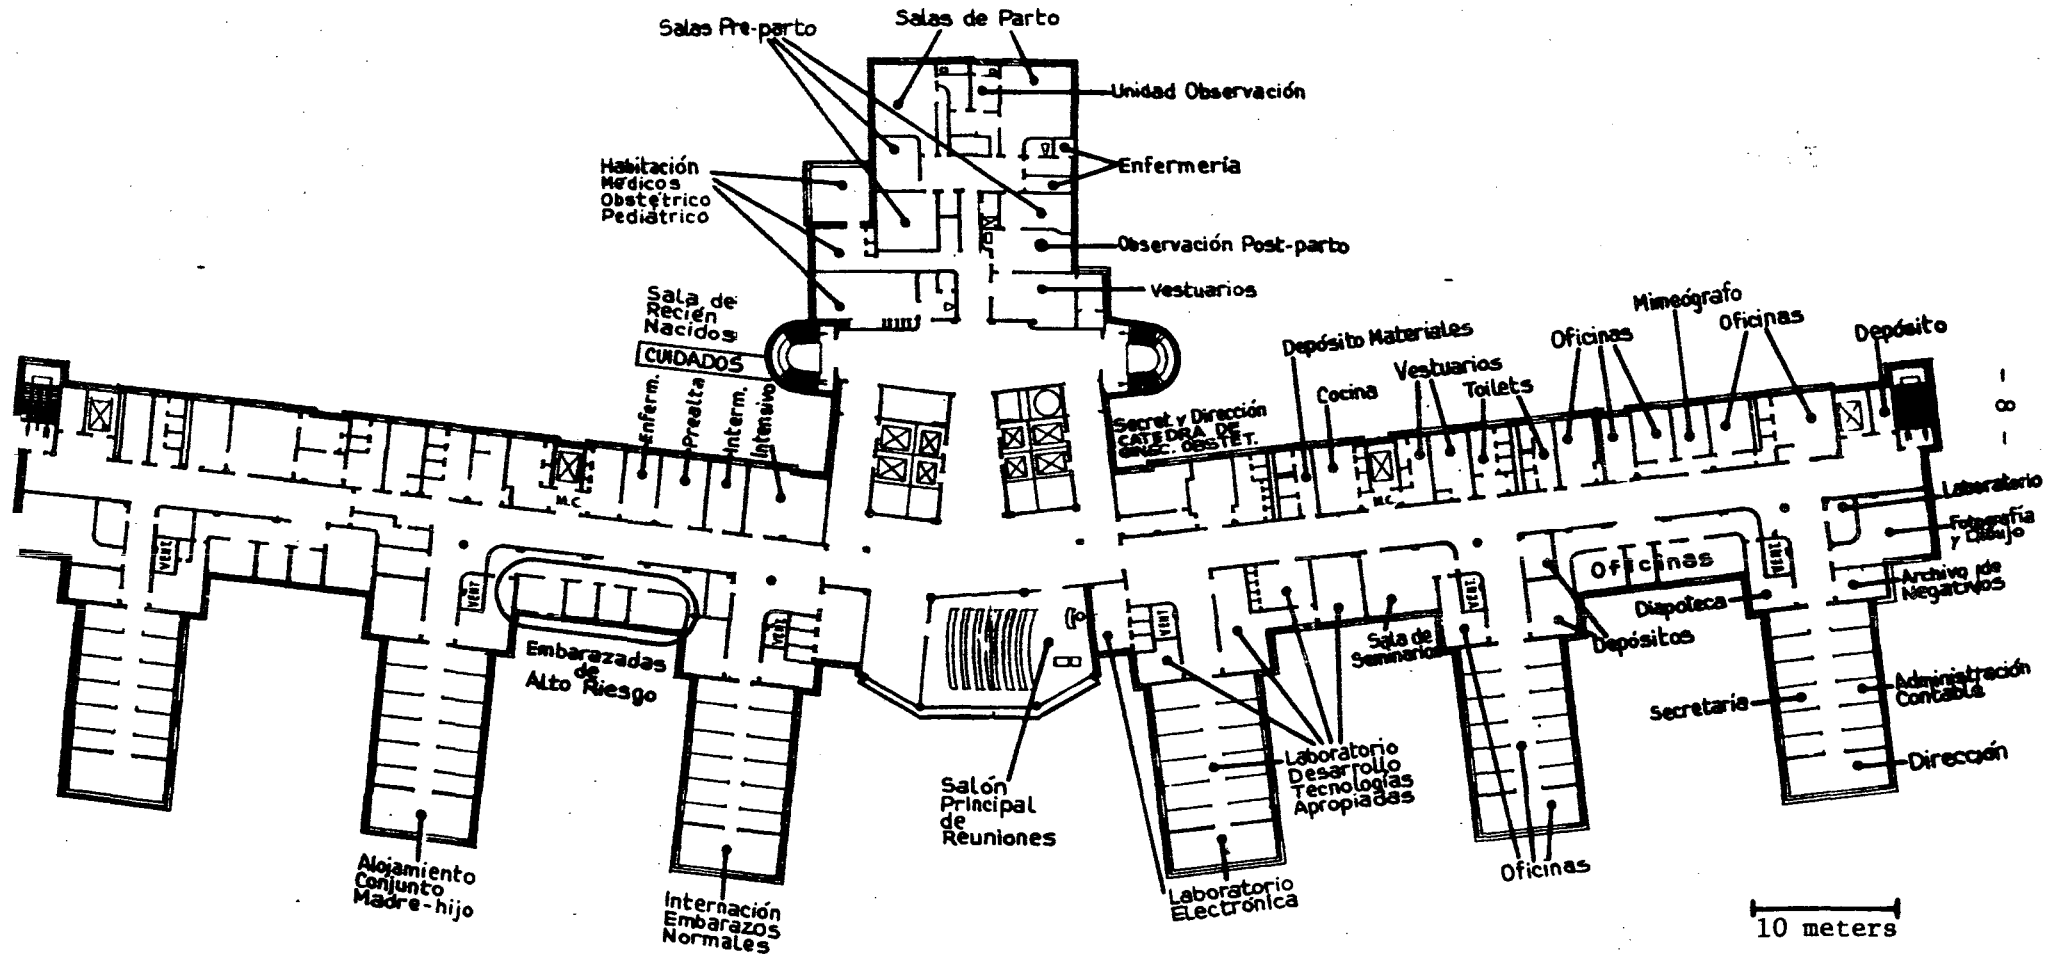 Salas de Parto
Salas Pre-parto
Unidad Observación
Enfermería
Habitación
Médicos
Obstétrico
Pediátrico
Observación Post-parto
Vestuarios
Sala de
Recién
Nacidos
CUIDADOS
Enferm.
Prealta
Interm.
Intensivo
Secret y Dirección
CATEDRA DE
GINEC. OBSTET.
Depósito Materiales
Cocina
Vestuarios
Toilets
Oficinas
Mimeógrafo
Oficinas
Depósito
- 8 -
M.C.
M.C.
Laboratorio
Fotografía
y Dibujo
Archivo de
Negativos
VENT
VENT
VENT
VENT
VENT
VENT
Oficinas
Diapoteca
Depósitos
Sala de
Seminarios
Embarazadas
de
Alto Riesgo
Administración
Contable
Secretaría
Dirección
Laboratorio
Desarrollo
Tecnologías
Apropiadas
Salón
Principal
de
Reuniones
Alojamiento
Conjunto
Madre-hijo
Internación
Embarazos
Normales
Laboratorio
Electrónica
Oficinas
10 meters